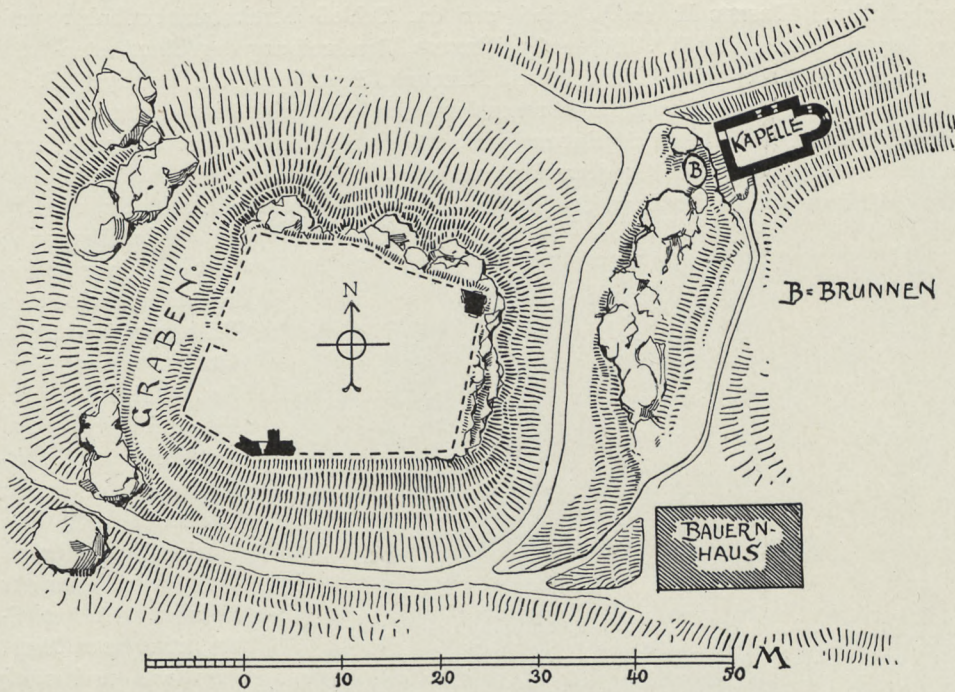 KAPELLE
B
B=BRUNNEN
N
GRABEN.
BAUERN-
HAUS
0 10 20 30 40 50 M